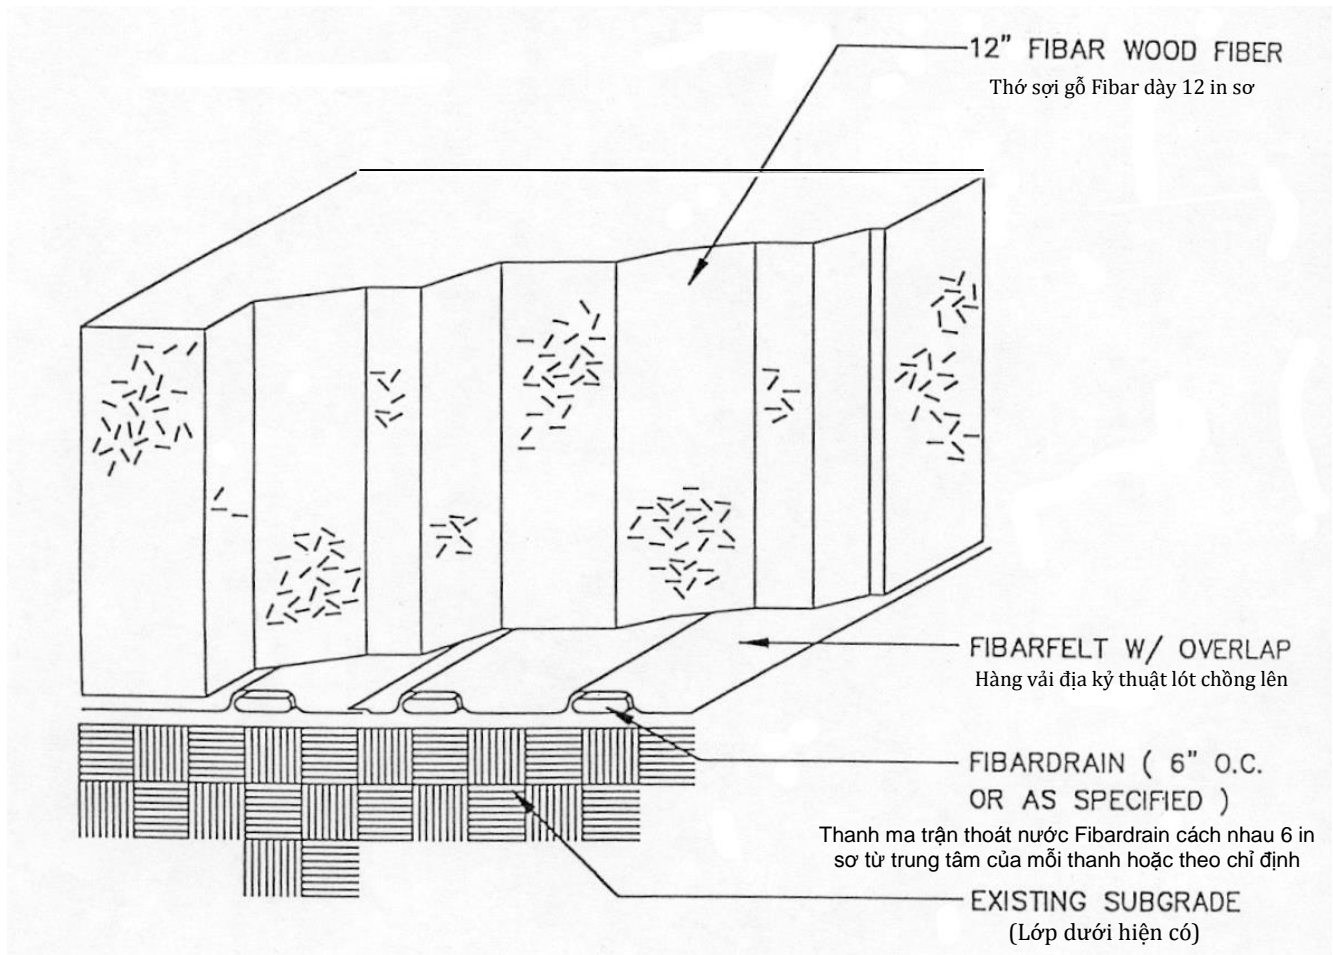 12” FIBAR WOOD FIBER
Thớ sợi gỗ Fibar dày 12 in sơ
FIBARFELT W/ OVERLAP
Hàng vải địa kỷ thuật lót chồng lên
FIBARDRAIN ( 6” O.C.
OR AS SPECIFIED )
Thanh ma trận thoát nước Fibardrain cách nhau 6 in
sơ từ trung tâm của mỗi thanh hoặc theo chỉ định
EXISTING SUBGRADE
(Lớp dưới hiện có)